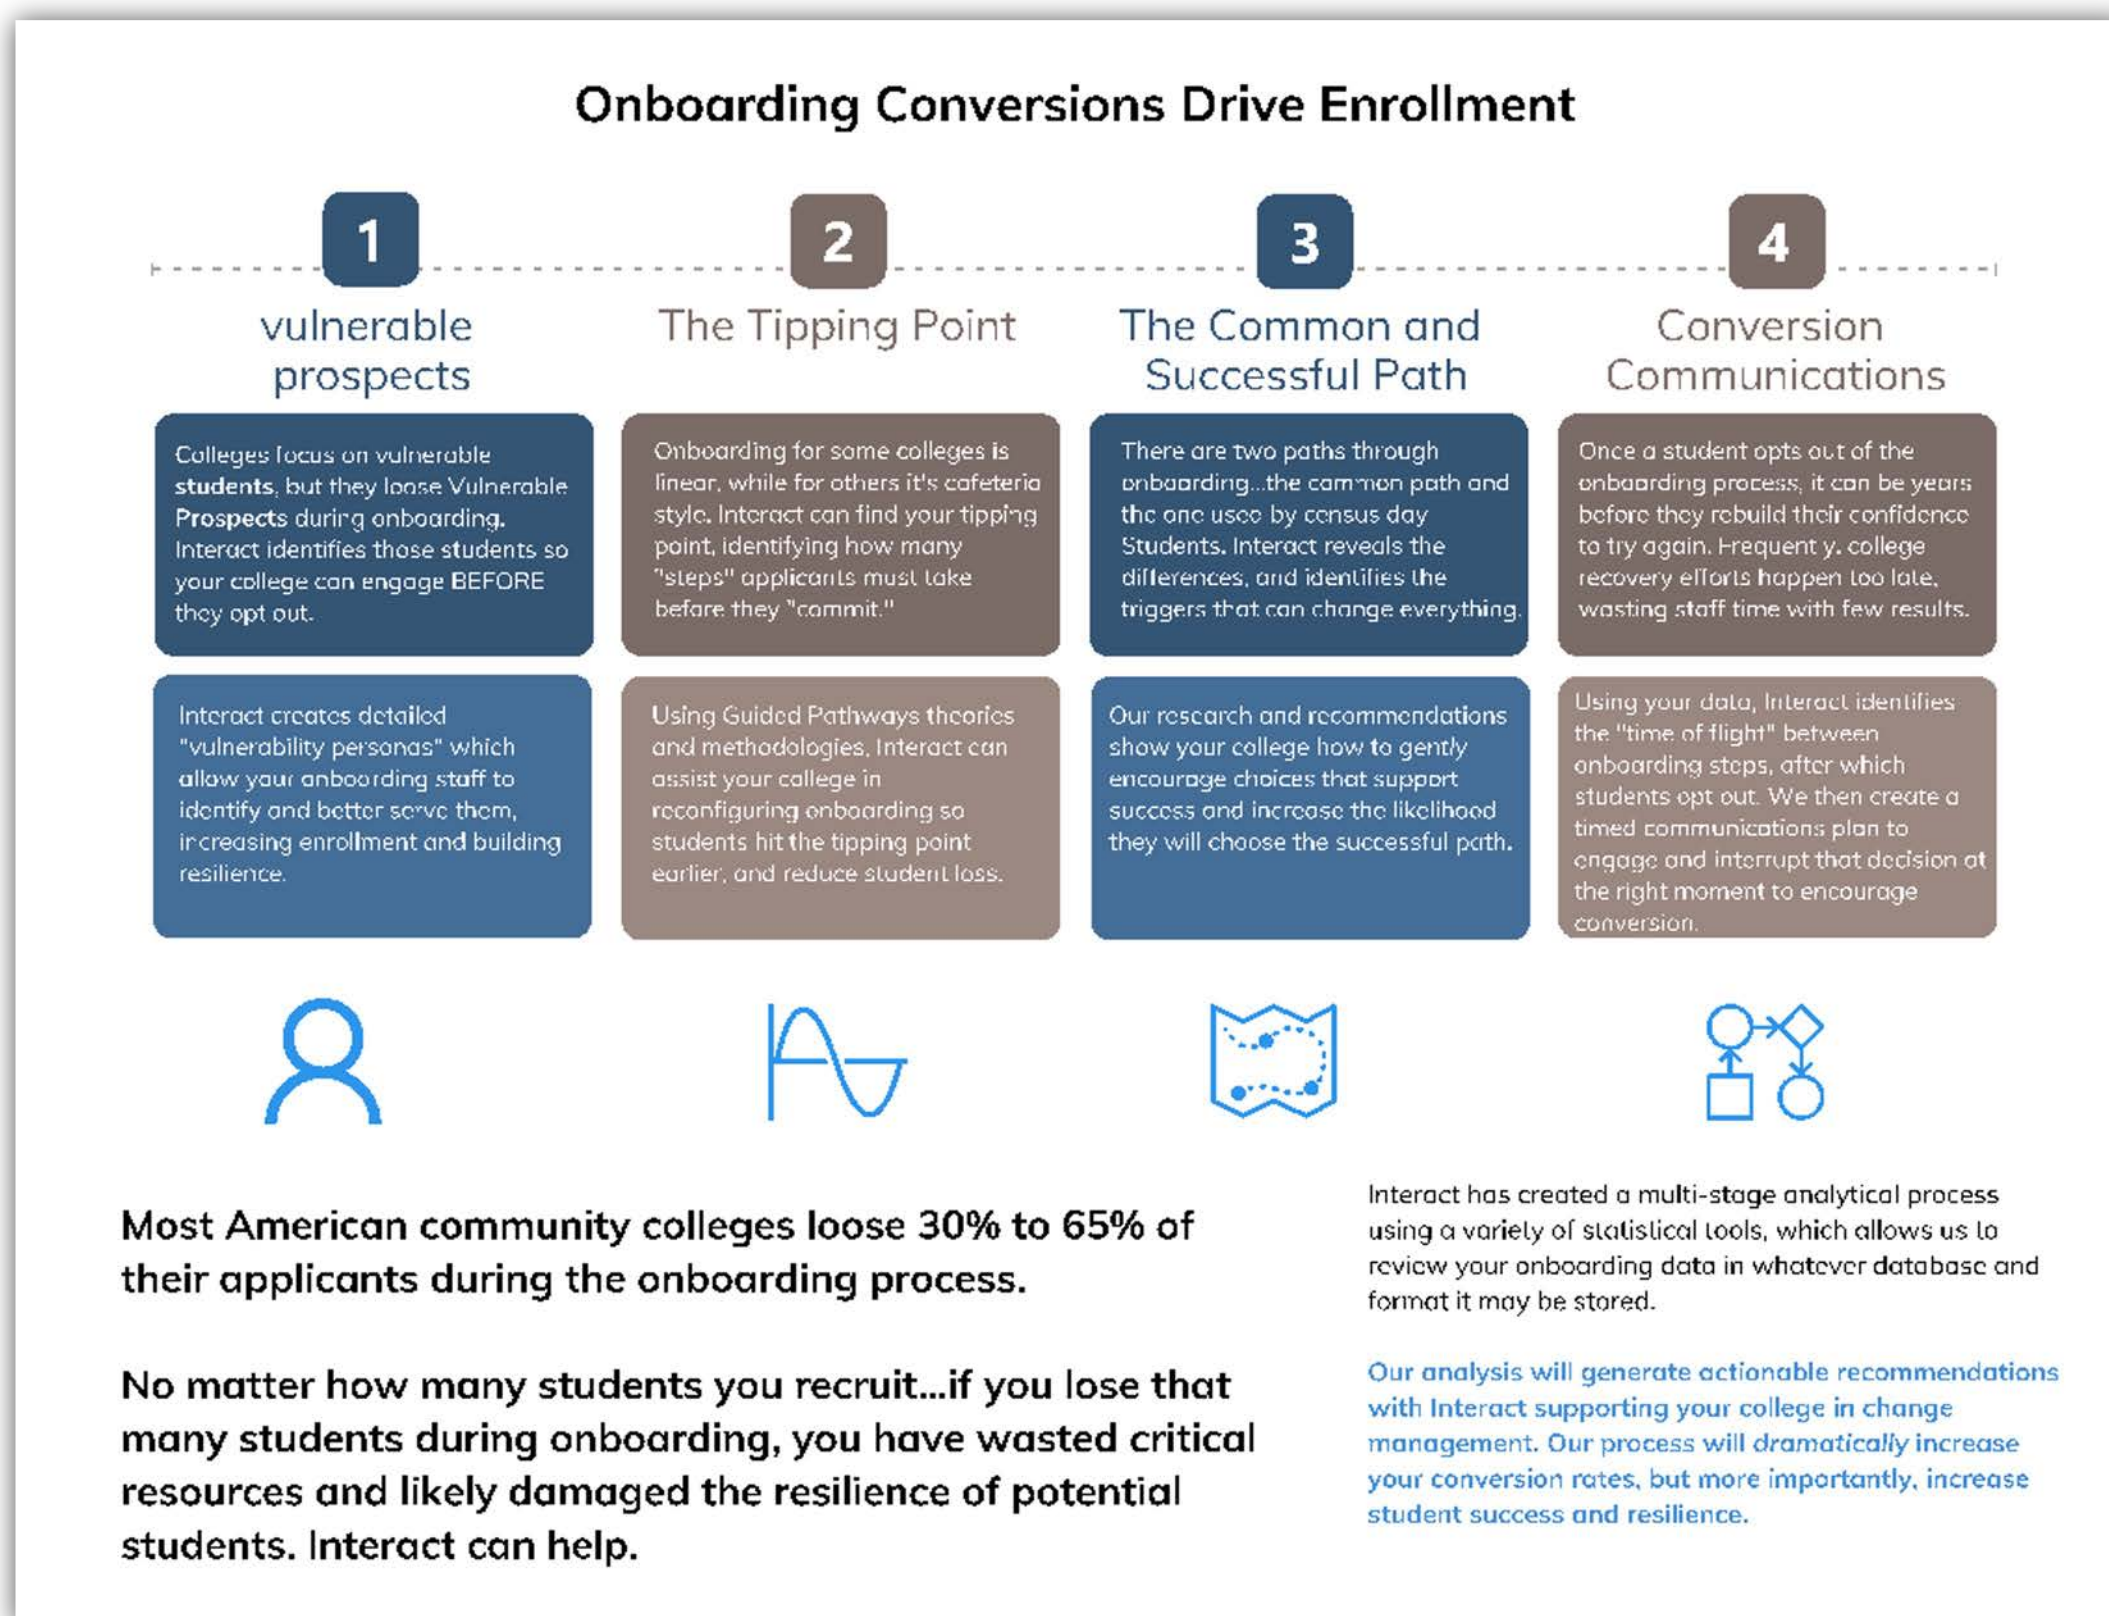 Onboarding Conversions Drive Enrollment
1
vulnerable
prospects
Colleges focus on vulnerable
students, but they loose Vulnerable
Prospects during onboarding.
Interact identifies those students so
your college can engage BEFORE
they opt out.
Interact creates detailed
"vulnerability personas" which
allow your onboarding staff to
identify and better serve them,
increasing enrollment and building
resilience.
2
The Tipping Point
Onboarding for some colleges is
linear, while for others it's cafeteria
style. Interact can find your tipping
point, identifying how many
"steps" applicants must take
before they "commit."
Using Guided Pathways theories
and methodologies, Interact can
assist your college in
reconfiguring onboarding so
students hit the tipping point
earlier, and reduce student loss.
3
The Common and
Successful Path
There are two paths through
onboarding...the common path and
the one used by census day
Students. Interact reveals the
differences, and identifies the
triggers that can change everything.
Our research and recommendations
show your college how to gently
encourage choices that support
success and increase the likelihood
they will choose the successful path.
4
Conversion
Communications
Once a student opts out of the
onboarding process, it can be years
before they rebuild their confidence
to try again. Frequently, college
recovery efforts happen too late,
wasting staff time with few results.
Using your data, Interact identifies
the "time of flight" between
onboarding steps, after which
students opt out. We then create a
timed communications plan to
engage and interrupt that decision at
the right moment to encourage
conversion.
Most American community colleges loose 30% to 65% of
their applicants during the onboarding process.
No matter how many students you recruit...if you lose that
many students during onboarding, you have wasted critical
resources and likely damaged the resilience of potential
students. Interact can help.
Interact has created a multi-stage analytical process
using a variety of statistical tools, which allows us to
review your onboarding data in whatever database and
format it may be stored.
Our analysis will generate actionable recommendations
with Interact supporting your college in change
management. Our process will dramatically increase
your conversion rates, but more importantly, increase
student success and resilience.